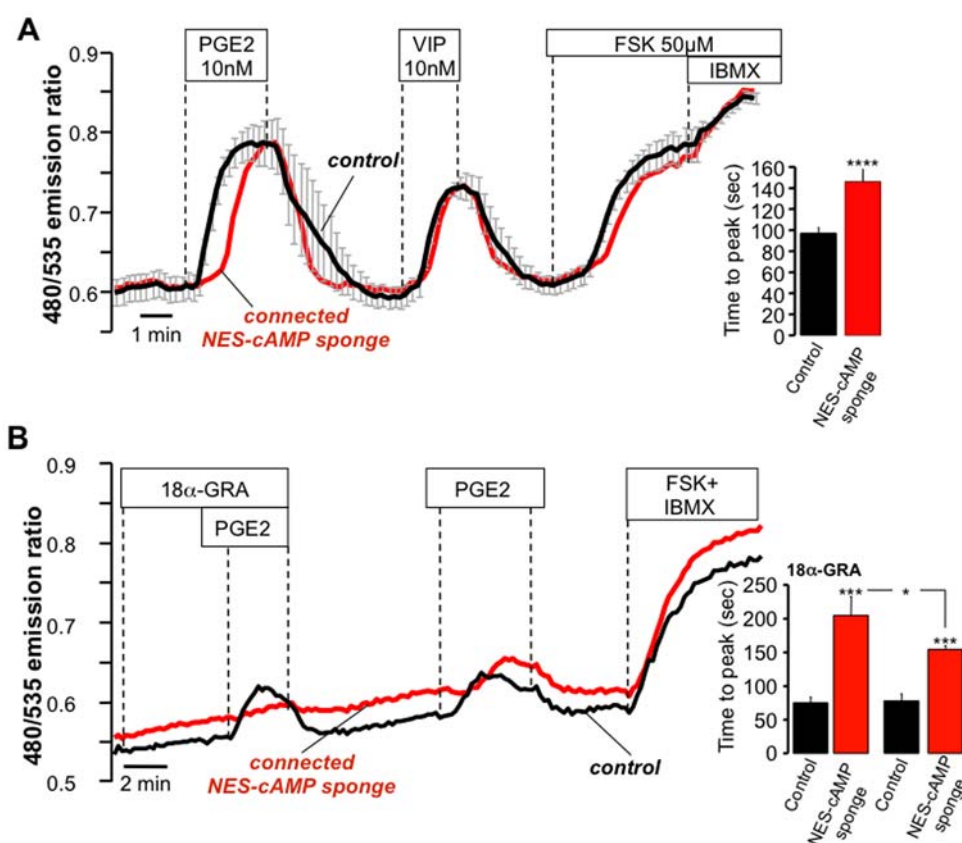 A
PGE2
10nM
VIP
10nM
FSK 50µM
IBMX
480/535 emission ratio
0.9
0.8
0.7
0.6
control
connected
NES-cAMP sponge
1 min
Time to peak (sec)
160
140
120
100
80
60
40
20
0
****
Control
NES-cAMP
sponge
B
18α-GRA
PGE2
PGE2
FSK+
IBMX
480/535 emission ratio
0.9
0.8
0.7
0.6
0.5
connected
NES-cAMP sponge
control
2 min
18α-GRA
Time to peak (sec)
250
200
150
100
50
0
***
*
***
Control
NES-cAMP
sponge
Control
NES-cAMP
sponge